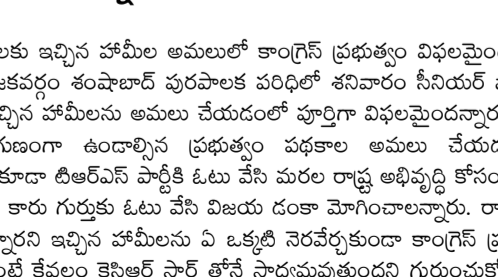 లకు ఇచ్చిన హామీల అమలులో కాంగ్రెస్ ప్రభుత్వం విఫలమైం
జకవర్గం శంషాబాద్ పురపాలక పరిధిలో శనివారం సీనియర్
చ్చిన హామీలను అమలు చేయడంలో పూర్తిగా విఫలమైందన్నార
గుణంగా ఉండాల్సిన ప్రభుత్వం పథకాల అమలు చేయడ
కూడా టిఆర్ఎస్ పార్టీకి ఓటు వేసి మరల రాష్ట్ర అభివృద్ధి కోసం
కారు గుర్తుకు ఓటు వేసి విజయ డంకా మోగించాలన్నారు. రా
న్నారని ఇచ్చిన హామీలను ఏ ఒక్కటి నెరవేర్చకుండా కాంగ్రెస్ ప్ర
ంటే కేవలం కెసిఆర్ సార్ తోనే సాధ్యమవుతుందని గుర్తుంచుకో